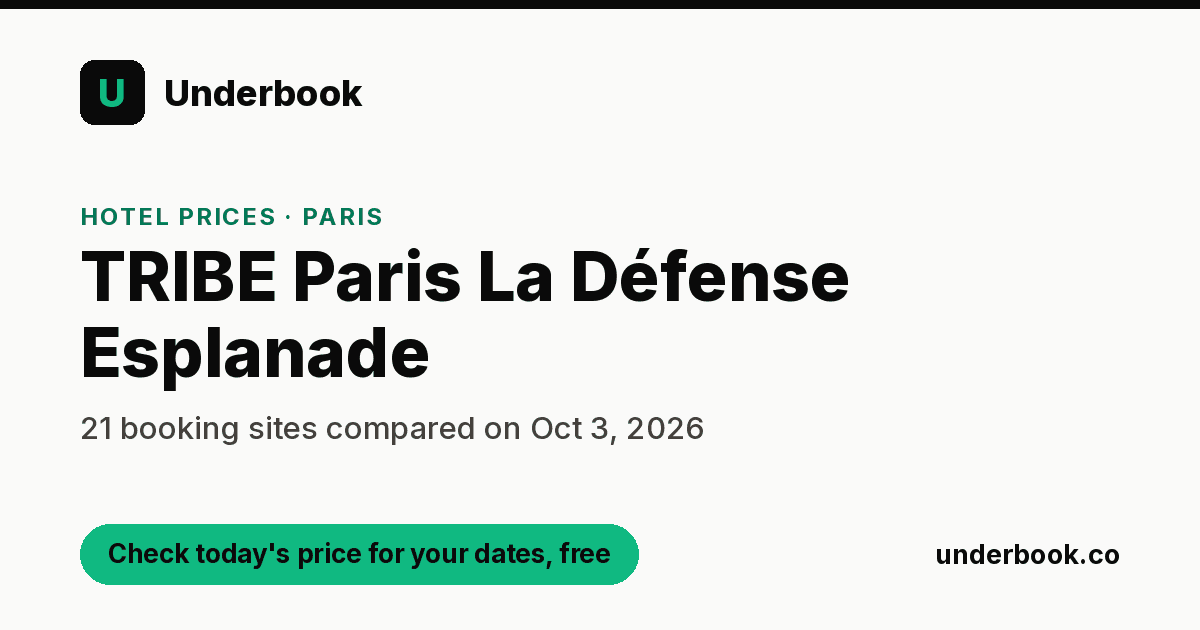 U
Underbook
HOTEL PRICES · PARIS
TRIBE Paris La Défense
Esplanade
21 booking sites compared on Oct 3, 2026
Check today's price for your dates, free
underbook.co